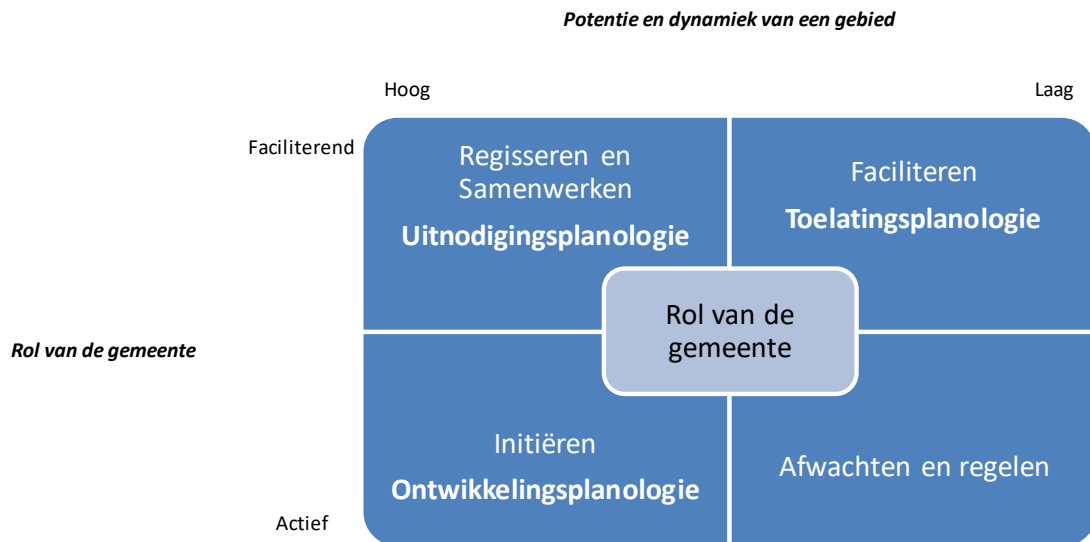 Potentie en dynamiek van een gebied
Hoog
Laag
Faciliterend
Regisseren en
Samenwerken
Uitnodigingsplanologie
Faciliteren
Toelatingsplanologie
Rol van de gemeente
Rol van de
gemeente
Initiëren
Ontwikkelingsplanologie
Afwachten en regelen
Actief